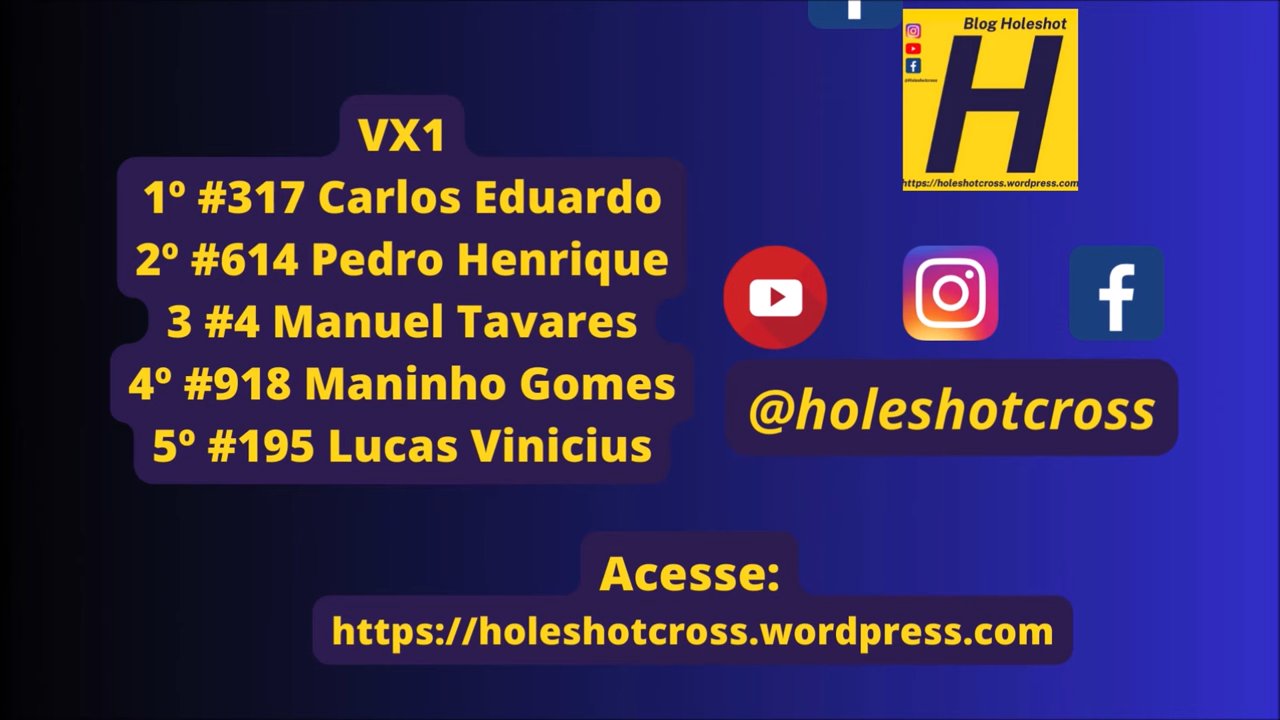 Blog Holeshot
H
https://holeshotcross.wordpress.com
VX1
1º #317 Carlos Eduardo
2º #614 Pedro Henrique
3 #4 Manuel Tavares
4º #918 Maninho Gomes
5º #195 Lucas Vinicius
@holeshotcross
Acesse:
https://holeshotcross.wordpress.com